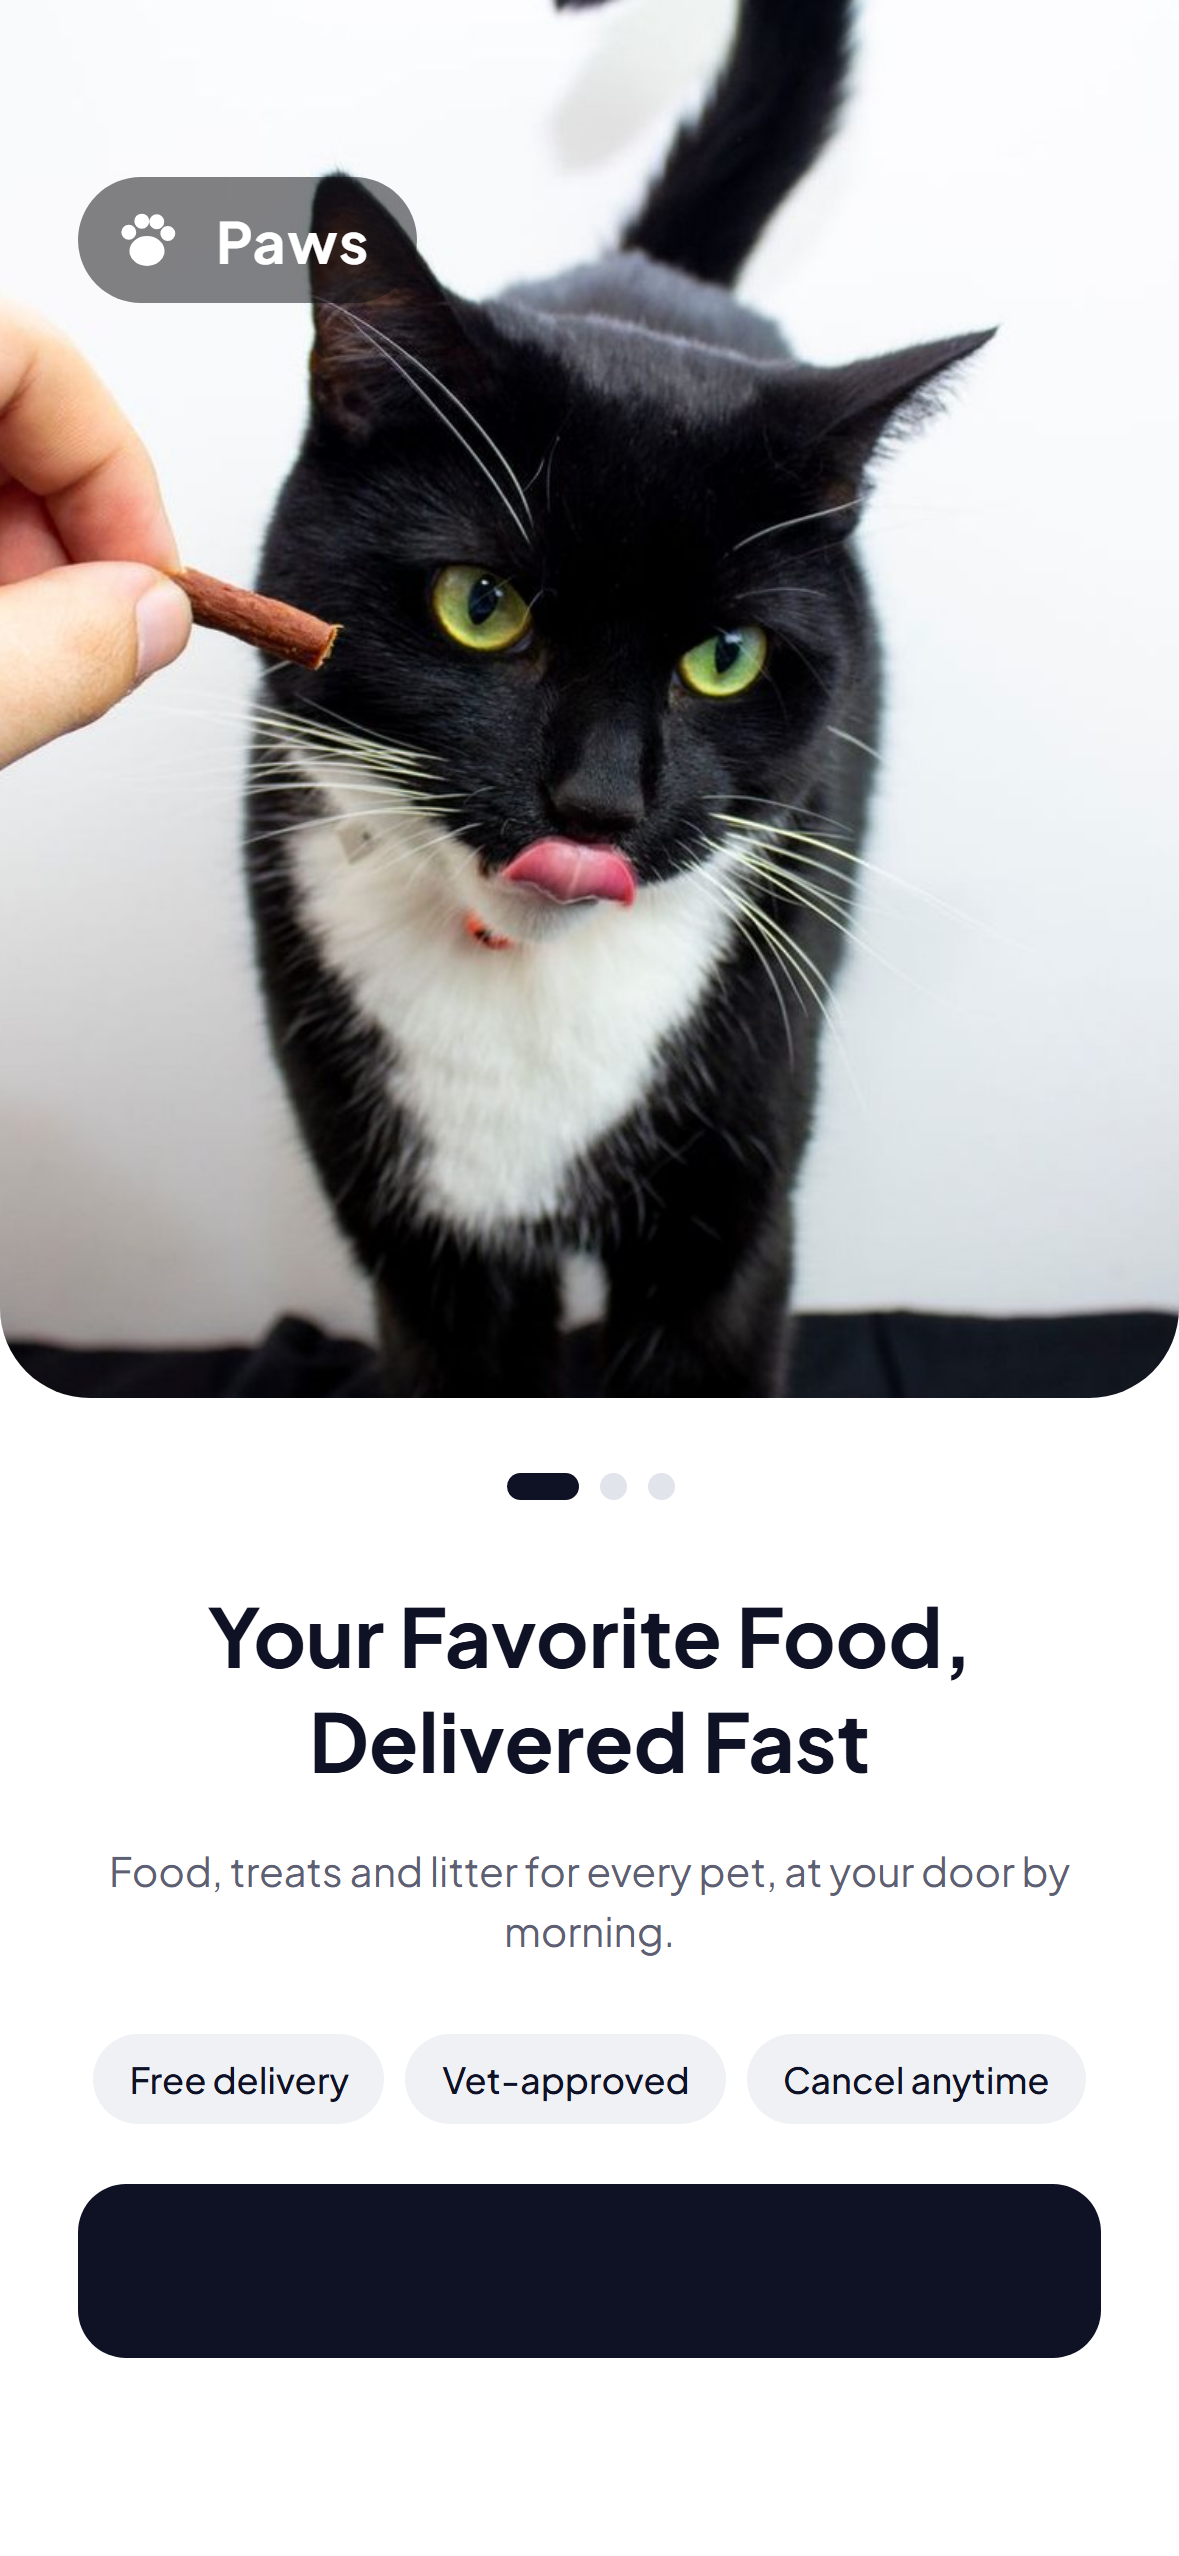 Paws
Your Favorite Food,
Delivered Fast
Food, treats and litter for every pet, at your door by
morning.
Free delivery
Vet-approved
Cancel anytime